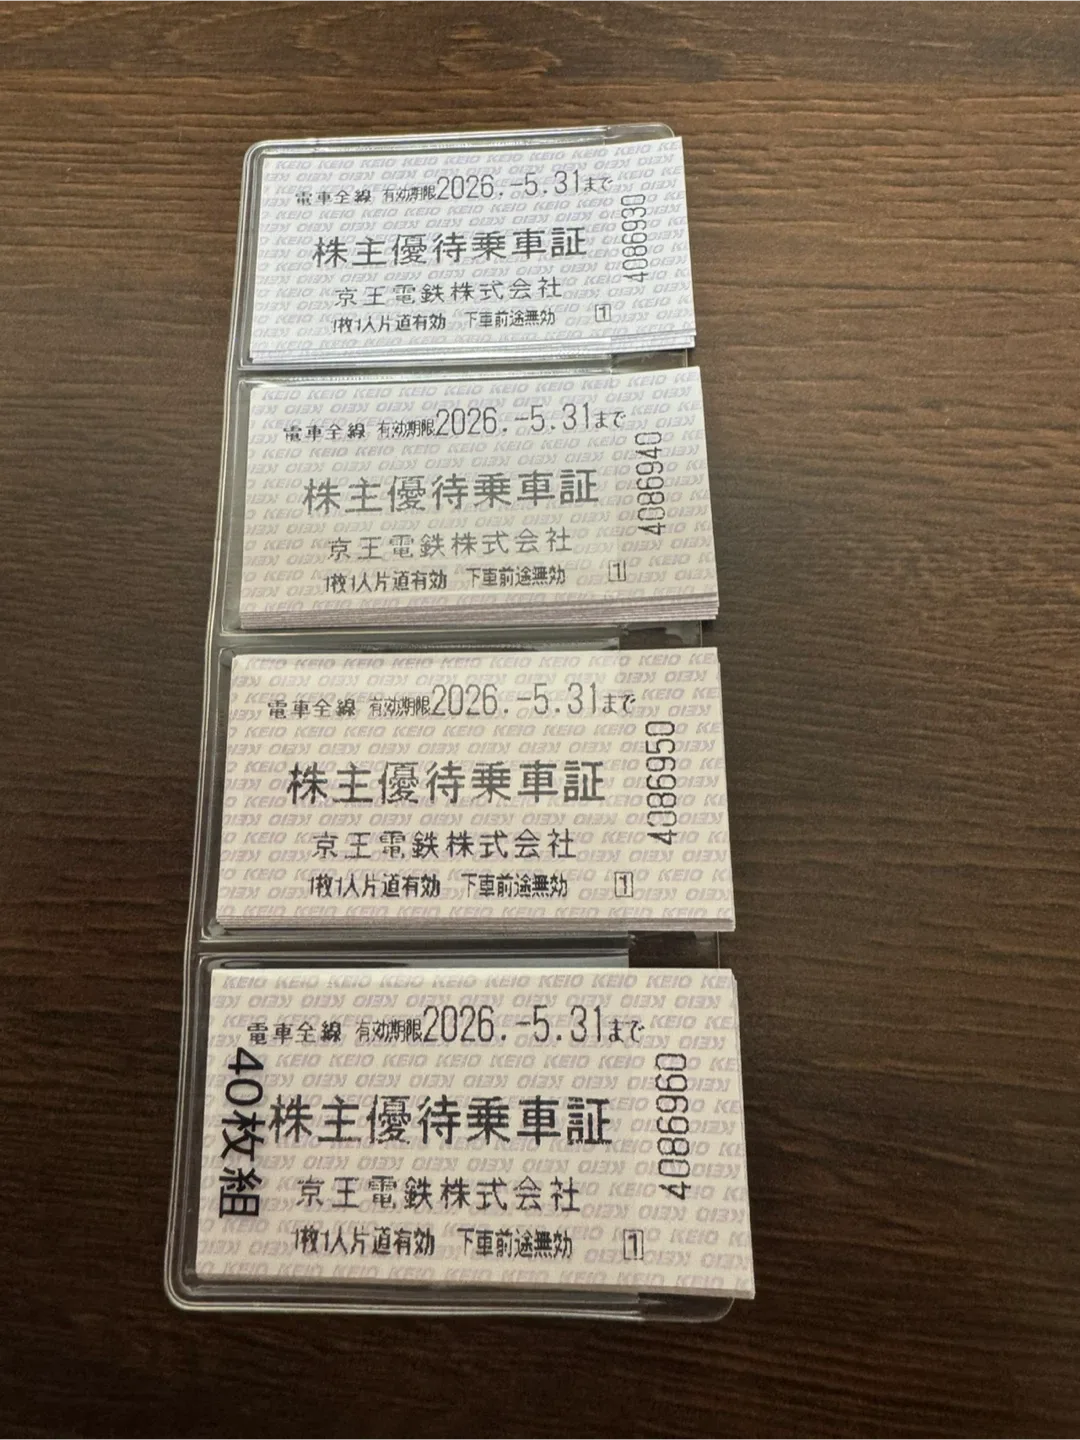 電車全線 有効期限2026.-5.31まで
株主優待乗車証
京王電鉄株式会社
1枚1人片道有効 下車前途無効 1
4086930
電車全線 有効期限2026.-5.31まで
株主優待乗車証
京王電鉄株式会社
1枚1人片道有効 下車前途無効 1
4086940
電車全線 有効期限2026.-5.31まで
株主優待乗車証
京王電鉄株式会社
1枚1人片道有効 下車前途無効 1
4086950
電車全線 有効期限2026.-5.31まで
40枚組
株主優待乗車証
京王電鉄株式会社
1枚1人片道有効 下車前途無効 1
4086960
KEIO